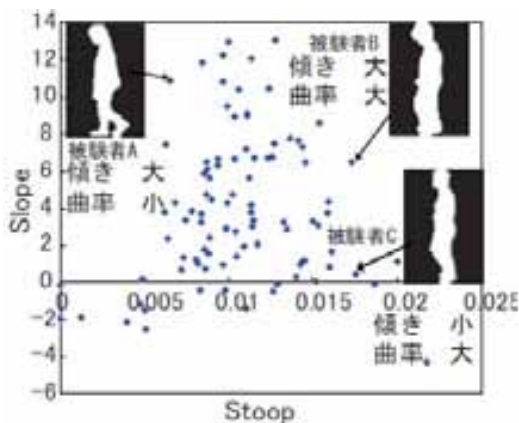 14
12
10
8
6
4
2
0
-2
-4
-6
Slope
被験者A
傾き 大
曲率 小
被験者B
傾き 大
曲率 大
被験者C
傾き 小
曲率 大
0
0.005
0.01
0.015
0.02
0.025
Stoop